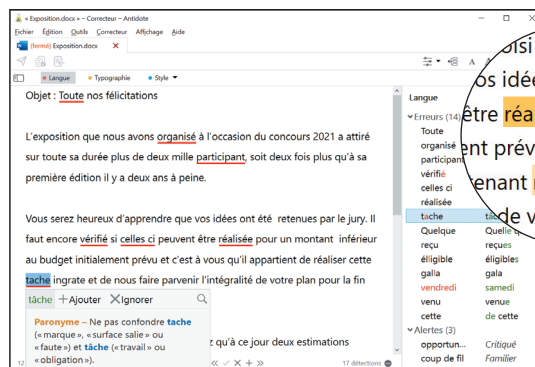 « Exposition.docx » – Correcteur – Antidote
Fichier Édition Outils Correcteur Affichage Aide
(fermé) Exposition.docx
Langue Typographie Style
Objet : Toute nos félicitations
L'exposition que nous avons organisé à l'occasion du concours 2021 a attiré
sur toute sa durée plus de deux mille participant, soit deux fois plus qu'à sa
première édition il y a deux ans à peine.
Vous serez heureux d'apprendre que vos idées ont été retenues par le jury. Il
faut encore vérifié si celles ci peuvent être réalisée pour un montant inférieur
au budget initialement prévu et c'est à vous qu'il appartient de réaliser cette
tache ingrate et de nous faire parvenir l'intégralité de votre plan pour la fin
tâche Ajouter Ignorer
Paronyme – Ne pas confondre tache
(« marque », « surface salie » ou
« faute ») et tâche (« travail » ou
« obligation »).
qu'à ce jour deux estimations
17 détections
Langue
Erreurs (14)
Toute
organisé
participan
vérifié
celles ci
réalisée
tache
Quelque
reçu reçues
élligible éligibles
galla gala
vendredi samedi
venu venue
cette de cette
Alertes (3)
opportun... Critiqué
coup de fil Familier
os idé
être réa
ent prév
enant
de v